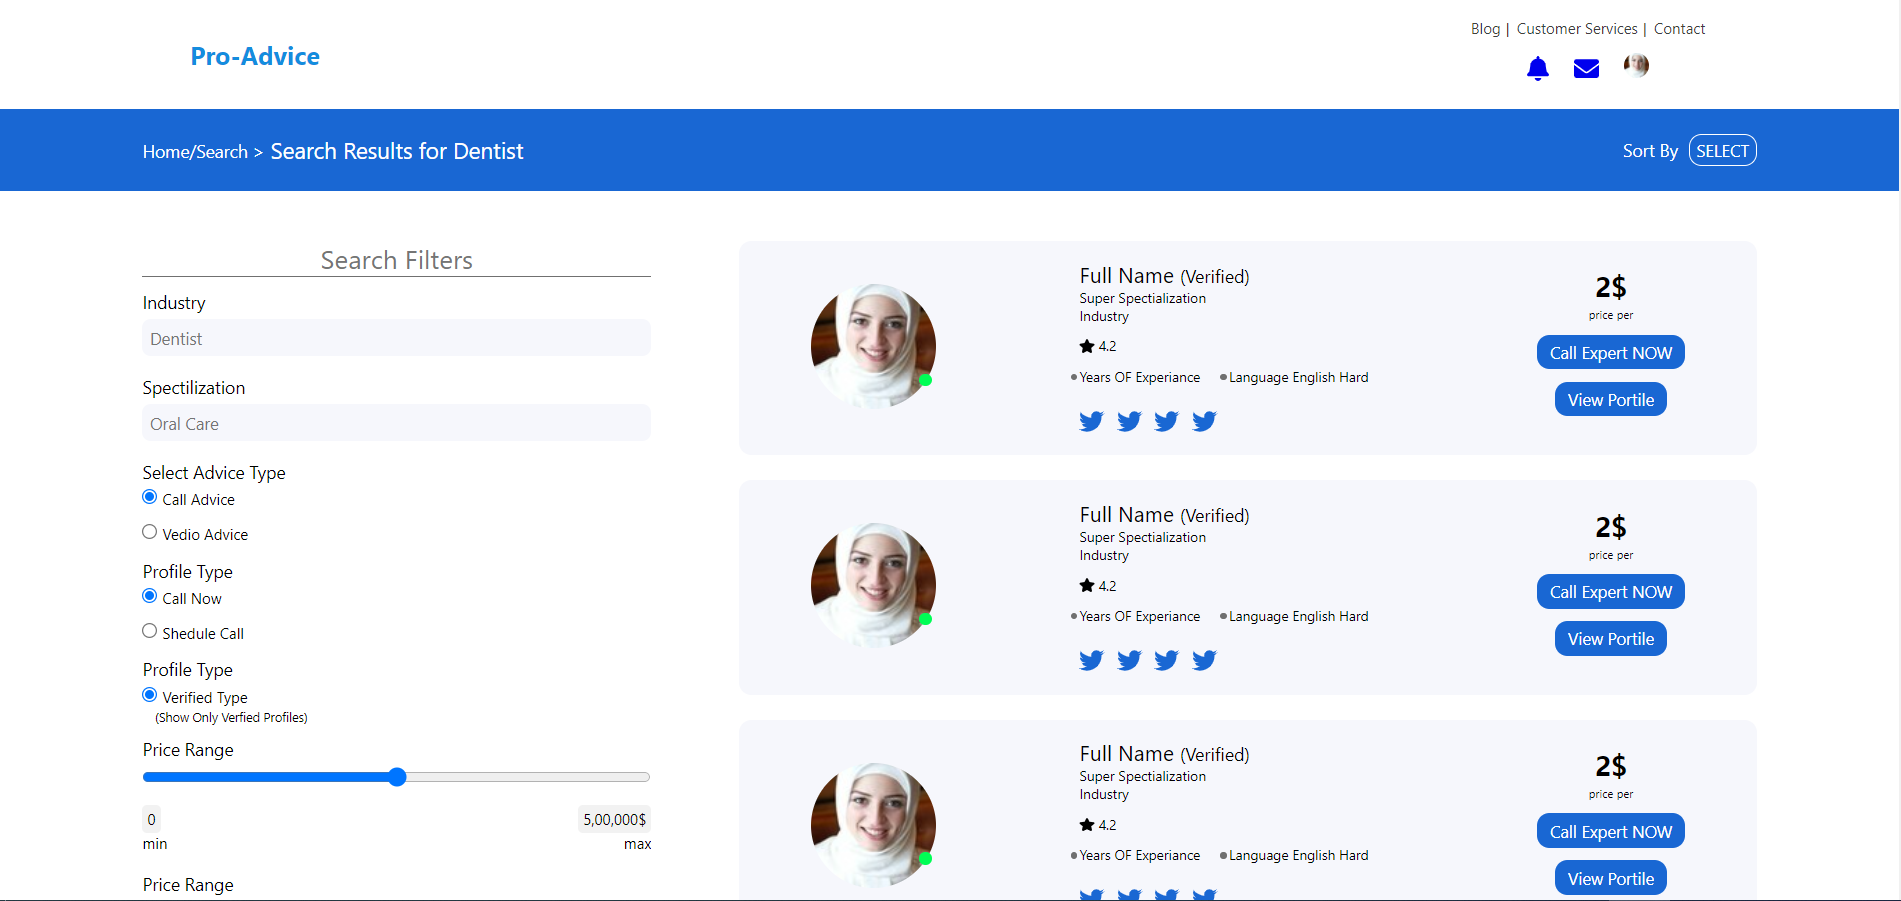 Blog | Customer Services | Contact
Pro-Advice
Home/Search > Search Results for Dentist
Sort By SELECT
Search Filters
Industry
Dentist
Spectilization
Oral Care
Select Advice Type
Call Advice
Vedio Advice
Profile Type
Call Now
Shedule Call
Profile Type
Verified Type
(Show Only Verfied Profiles)
Price Range
0
5,00,000$
min
max
Price Range
Full Name (Verified)
Super Spectialization
Industry
4.2
Years OF Experiance
Language English Hard
2$
price per
Call Expert NOW
View Portile
Full Name (Verified)
Super Spectialization
Industry
4.2
Years OF Experiance
Language English Hard
2$
price per
Call Expert NOW
View Portile
Full Name (Verified)
Super Spectialization
Industry
4.2
Years OF Experiance
Language English Hard
2$
price per
Call Expert NOW
View Portile